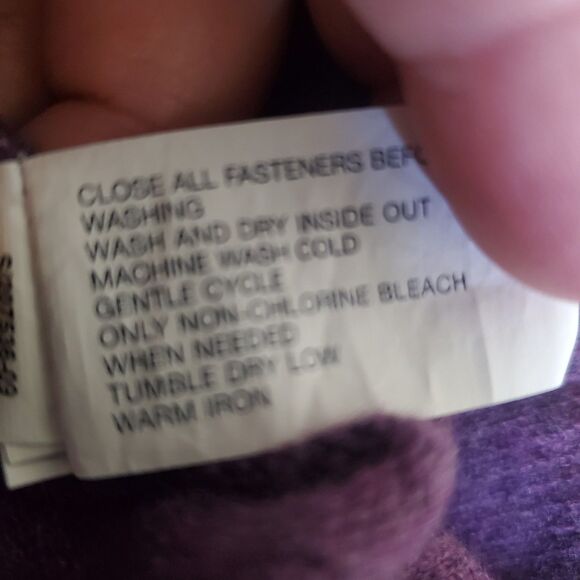 CLOSE ALL FASTENERS BEFO
WASHING
WASH AND DRY INSIDE OUT
MACHINE WASH COLD
GENTLE CYCLE
ONLY NON-CHLORINE BLEACH
WHEN NEEDED
TUMBLE DRY LOW
WARM IRON